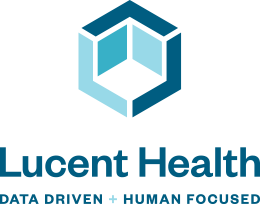 Lucent Health
DATA DRIVEN + HUMAN FOCUSED